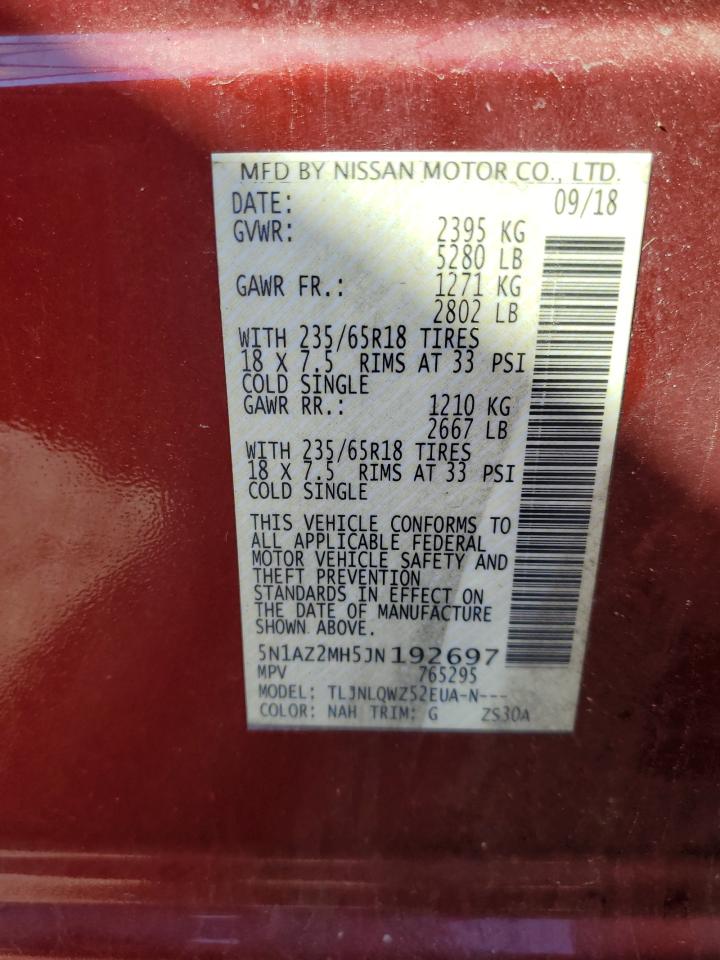 MFD BY NISSAN MOTOR CO., LTD.
DATE: 09/18
GVWR: 2395 KG
5280 LB
GAWR FR.: 1271 KG
2802 LB
WITH 235/65R18 TIRES
18 X 7.5 RIMS AT 33 PSI
COLD SINGLE
GAWR RR.: 1210 KG
2667 LB
WITH 235/65R18 TIRES
18 X 7.5 RIMS AT 33 PSI
COLD SINGLE
THIS VEHICLE CONFORMS TO
ALL APPLICABLE FEDERAL
MOTOR VEHICLE SAFETY AND
THEFT PREVENTION
STANDARDS IN EFFECT ON
THE DATE OF MANUFACTURE
SHOWN ABOVE.
5N1AZ2MH5JN192697
MPV 765295
MODEL: TLJNLQWZ52EUA-N---
COLOR: NAH TRIM: G ZS30A